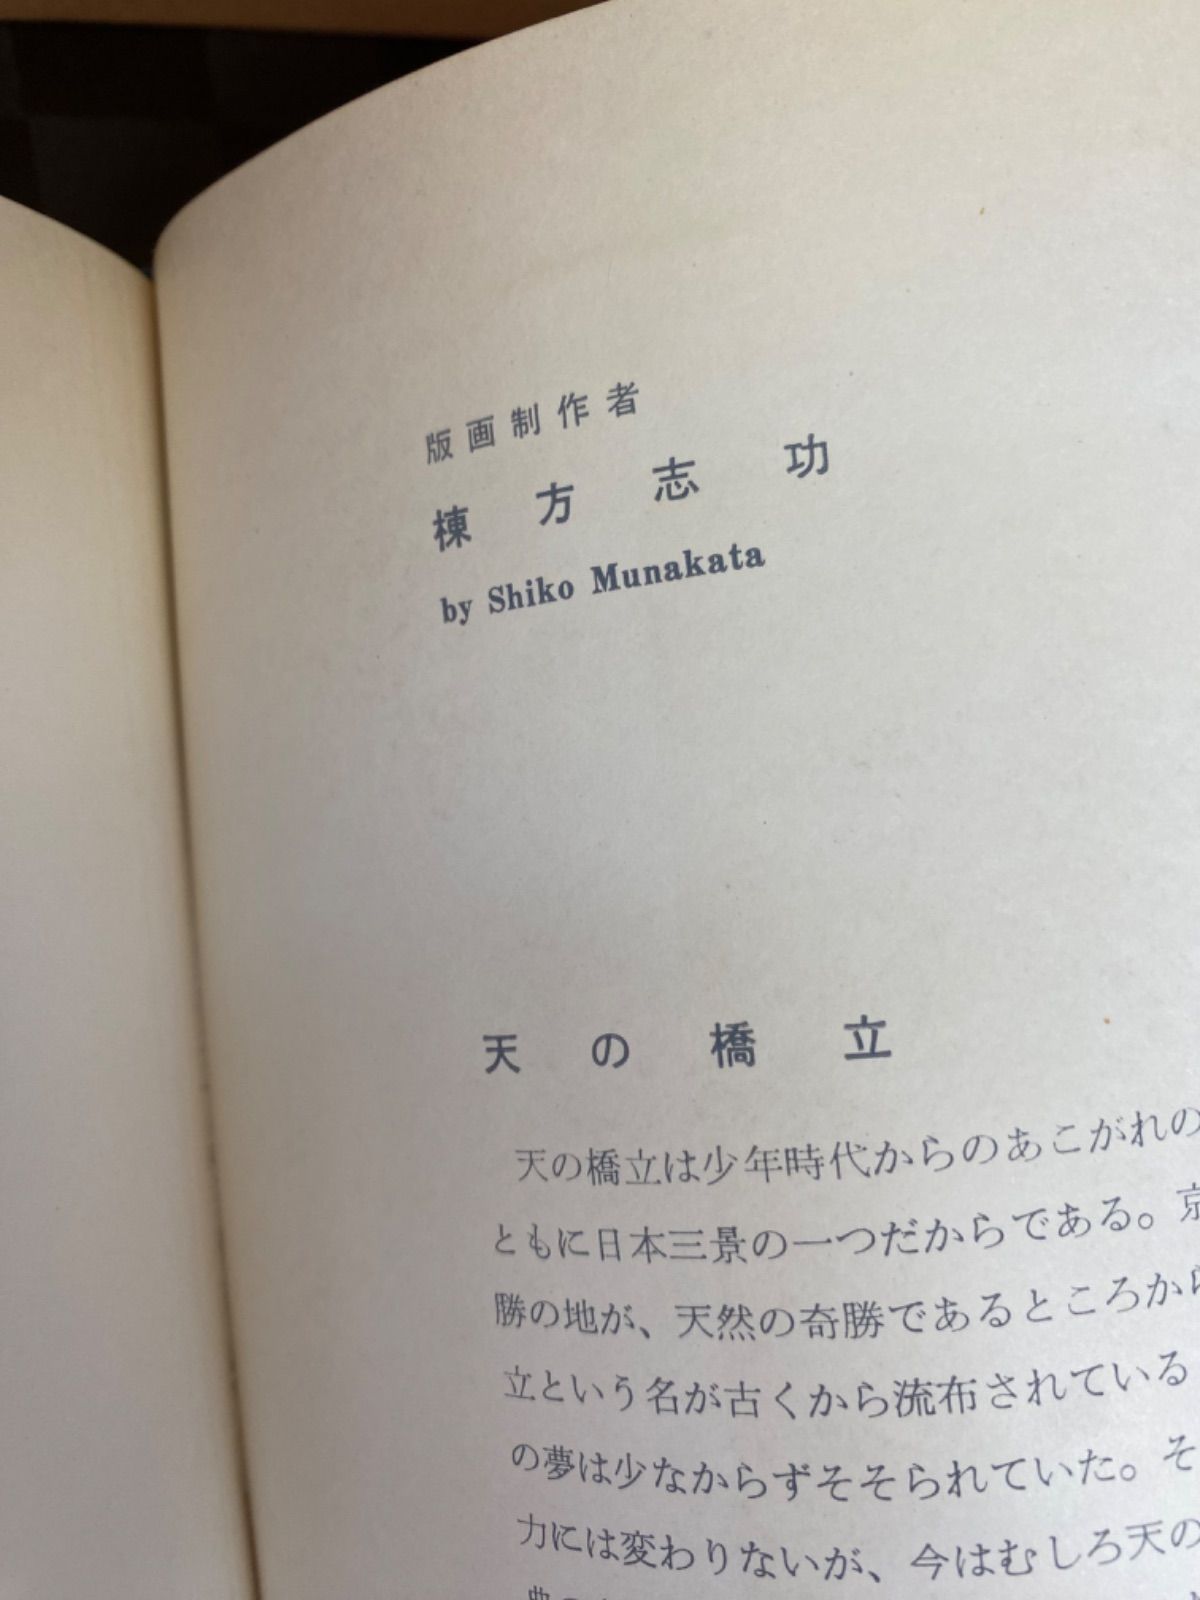 版画制作者
棟方志功
by Shiko Munakata
天の橋立
天の橋立は少年時代からのあこがれの
ともに日本三景の一つだからである。京
勝の地が、天然の奇勝であるところから
立という名が古くから流布されている
の夢は少なからずそそられていた。そ
力には変わりないが、今はむしろ天の